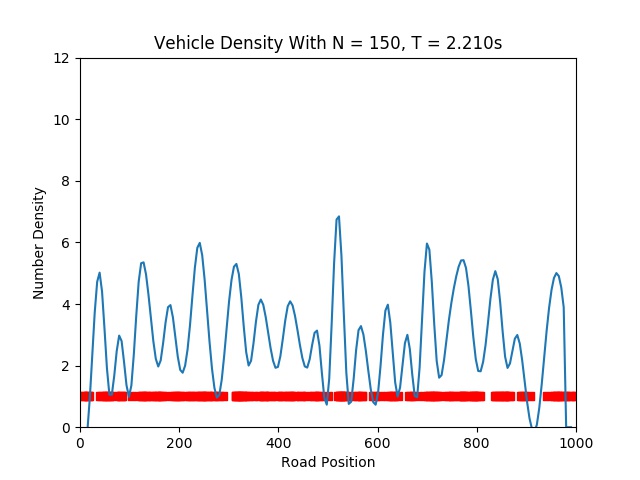 Vehicle Density With N = 150, T = 2.210s
12
10
8
6
4
2
0
Number Density
0 200 400 600 800 1000
Road Position